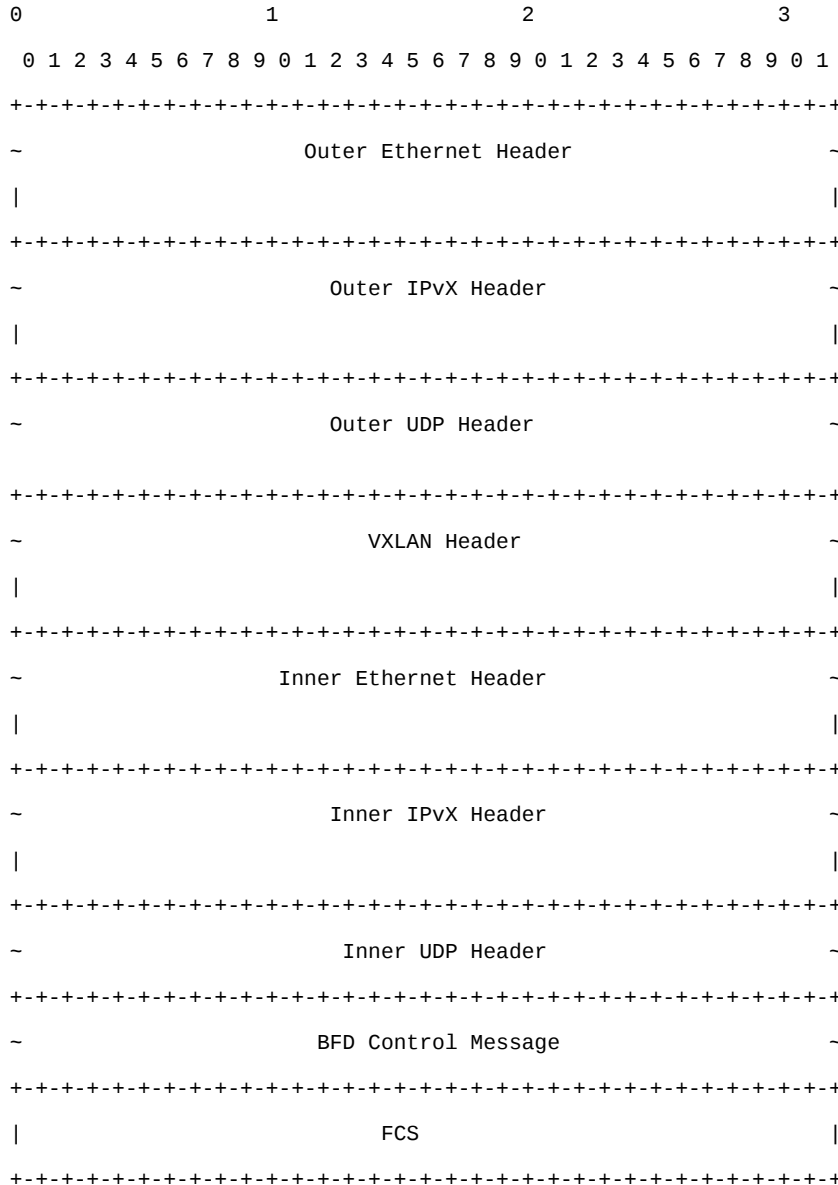 0                   1                   2                   3
 0 1 2 3 4 5 6 7 8 9 0 1 2 3 4 5 6 7 8 9 0 1 2 3 4 5 6 7 8 9 0 1
+-+-+-+-+-+-+-+-+-+-+-+-+-+-+-+-+-+-+-+-+-+-+-+-+-+-+-+-+-+-+-+-+
~                      Outer Ethernet Header                    ~
|                                                               |
+-+-+-+-+-+-+-+-+-+-+-+-+-+-+-+-+-+-+-+-+-+-+-+-+-+-+-+-+-+-+-+-+
~                        Outer IPvX Header                      ~
|                                                               |
+-+-+-+-+-+-+-+-+-+-+-+-+-+-+-+-+-+-+-+-+-+-+-+-+-+-+-+-+-+-+-+-+
~                        Outer UDP Header                       ~
+-+-+-+-+-+-+-+-+-+-+-+-+-+-+-+-+-+-+-+-+-+-+-+-+-+-+-+-+-+-+-+-+
~                           VXLAN Header                        ~
|                                                               |
+-+-+-+-+-+-+-+-+-+-+-+-+-+-+-+-+-+-+-+-+-+-+-+-+-+-+-+-+-+-+-+-+
~                    Inner Ethernet Header                      ~
|                                                               |
+-+-+-+-+-+-+-+-+-+-+-+-+-+-+-+-+-+-+-+-+-+-+-+-+-+-+-+-+-+-+-+-+
~                        Inner IPvX Header                      ~
|                                                               |
+-+-+-+-+-+-+-+-+-+-+-+-+-+-+-+-+-+-+-+-+-+-+-+-+-+-+-+-+-+-+-+-+
~                         Inner UDP Header                      ~
+-+-+-+-+-+-+-+-+-+-+-+-+-+-+-+-+-+-+-+-+-+-+-+-+-+-+-+-+-+-+-+-+
~                       BFD Control Message                     ~
+-+-+-+-+-+-+-+-+-+-+-+-+-+-+-+-+-+-+-+-+-+-+-+-+-+-+-+-+-+-+-+-+
|                            FCS                                |
+-+-+-+-+-+-+-+-+-+-+-+-+-+-+-+-+-+-+-+-+-+-+-+-+-+-+-+-+-+-+-+-+